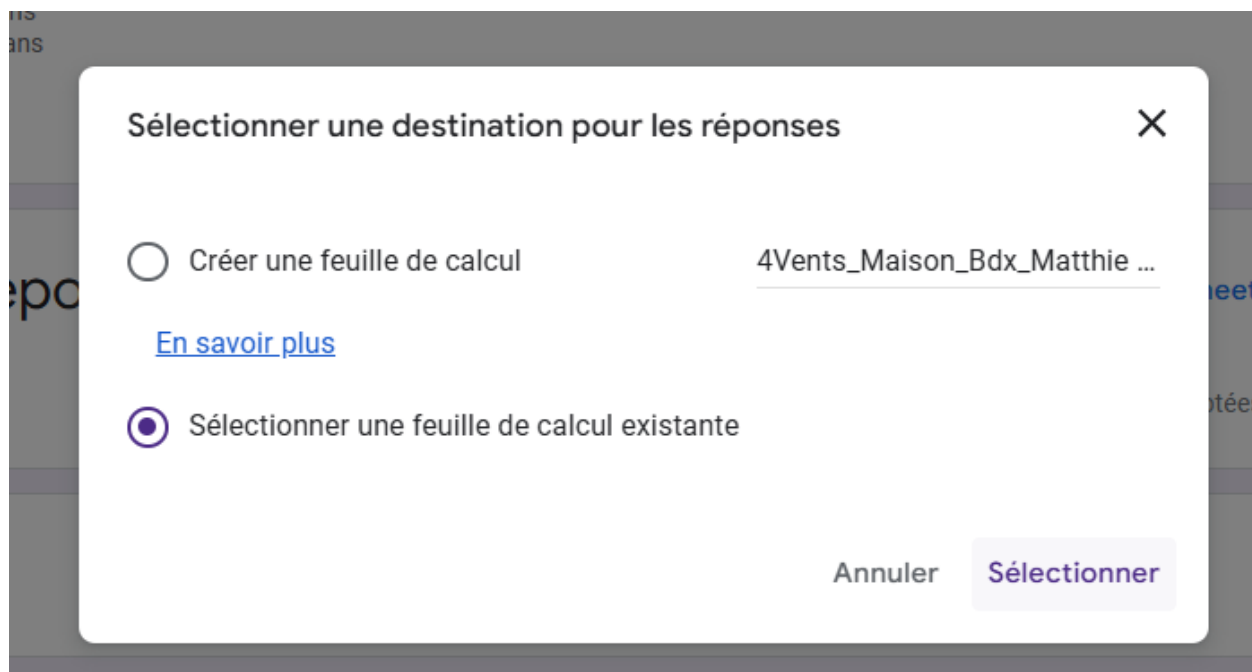 ans
Sélectionner une destination pour les réponses
Créer une feuille de calcul
4Vents_Maison_Bdx_Matthie ...
En savoir plus
Sélectionner une feuille de calcul existante
Annuler
Sélectionner